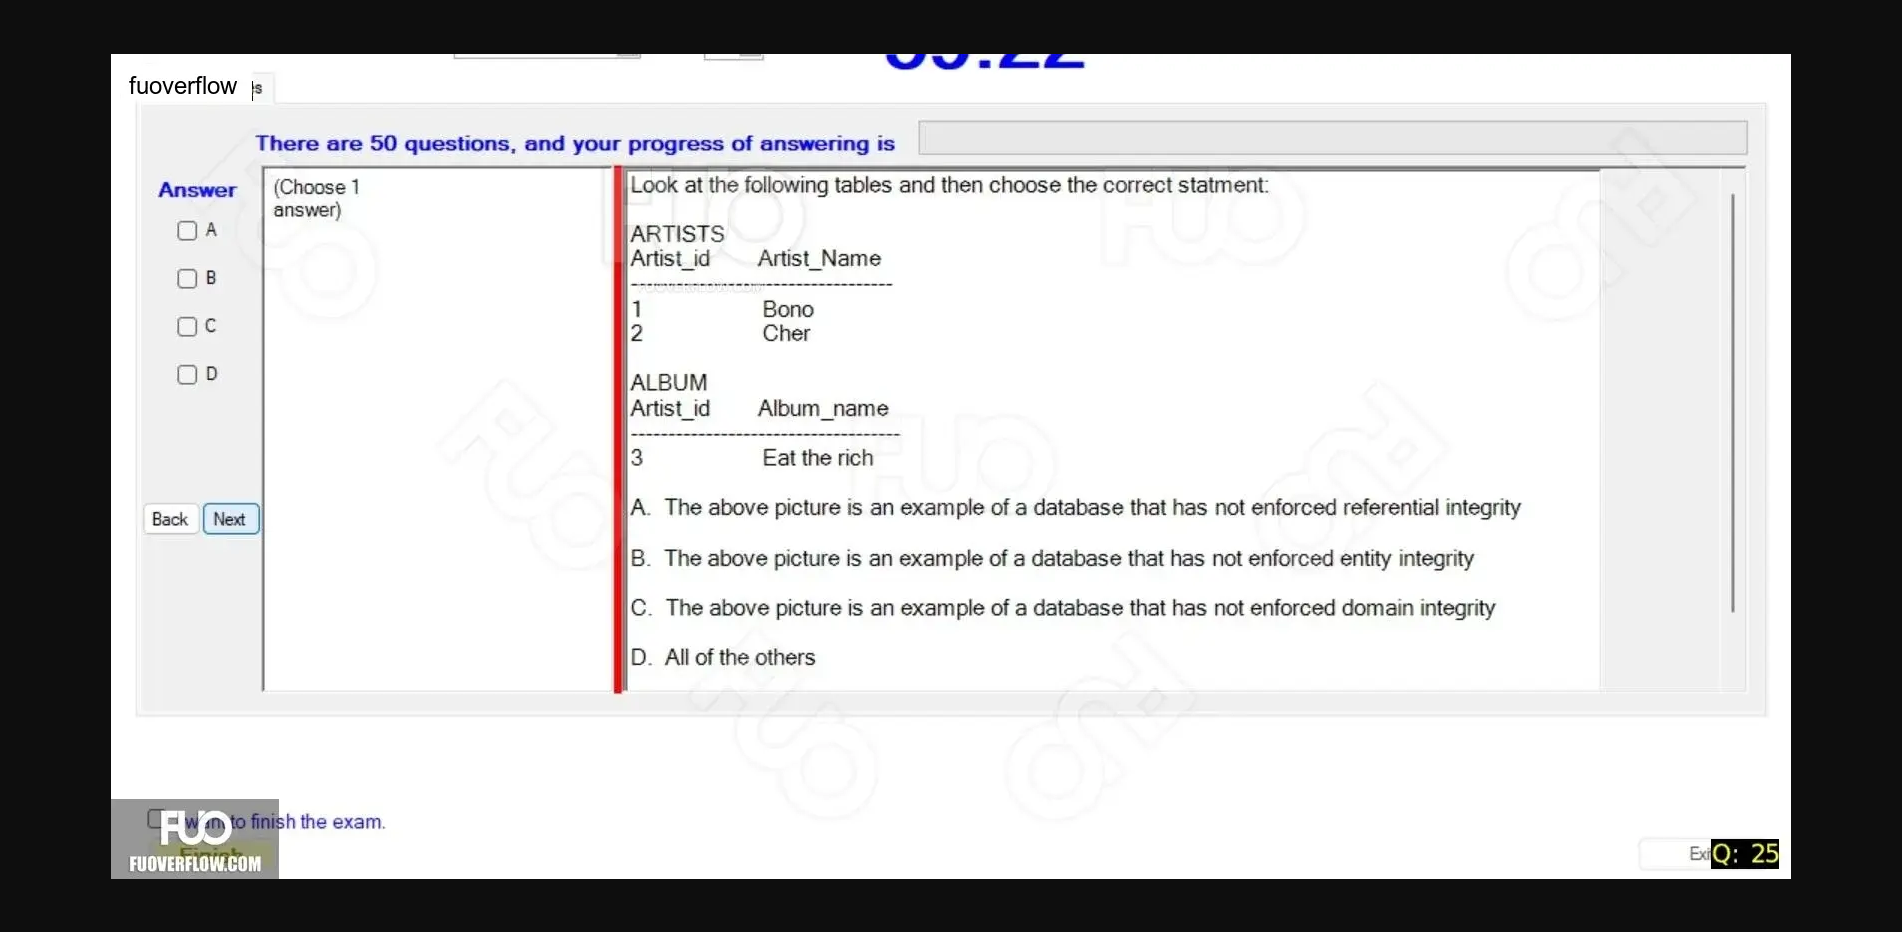 fuoverflow
There are 50 questions, and your progress of answering is
Answer
A
B
C
D
(Choose 1
answer)
Back
Next
Look at the following tables and then choose the correct statment:
ARTISTS
Artist_id Artist_Name
-----------------------------------
1 Bono
2 Cher
ALBUM
Artist_id Album_name
------------------------------------
3 Eat the rich
A. The above picture is an example of a database that has not enforced referential integrity
B. The above picture is an example of a database that has not enforced entity integrity
C. The above picture is an example of a database that has not enforced domain integrity
D. All of the others
want to finish the exam.
Finish
FUO
FUOVERFLOW.COM
Q: 25